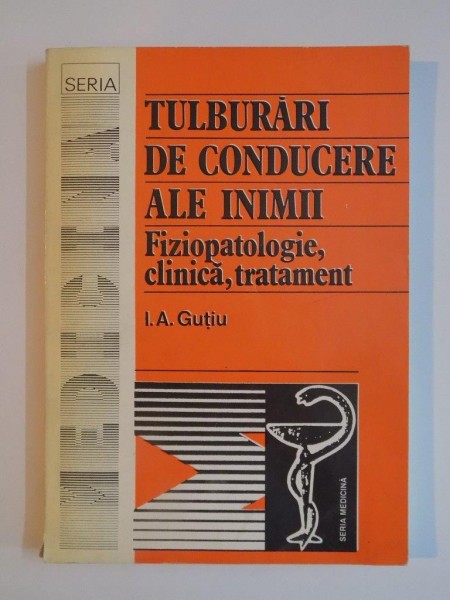 SERIA
MEDICINA
TULBURĂRI
DE CONDUCERE
ALE INIMII
Fiziopatologie,
clinică, tratament
I.A. Guțiu
SERIA MEDICINĂ